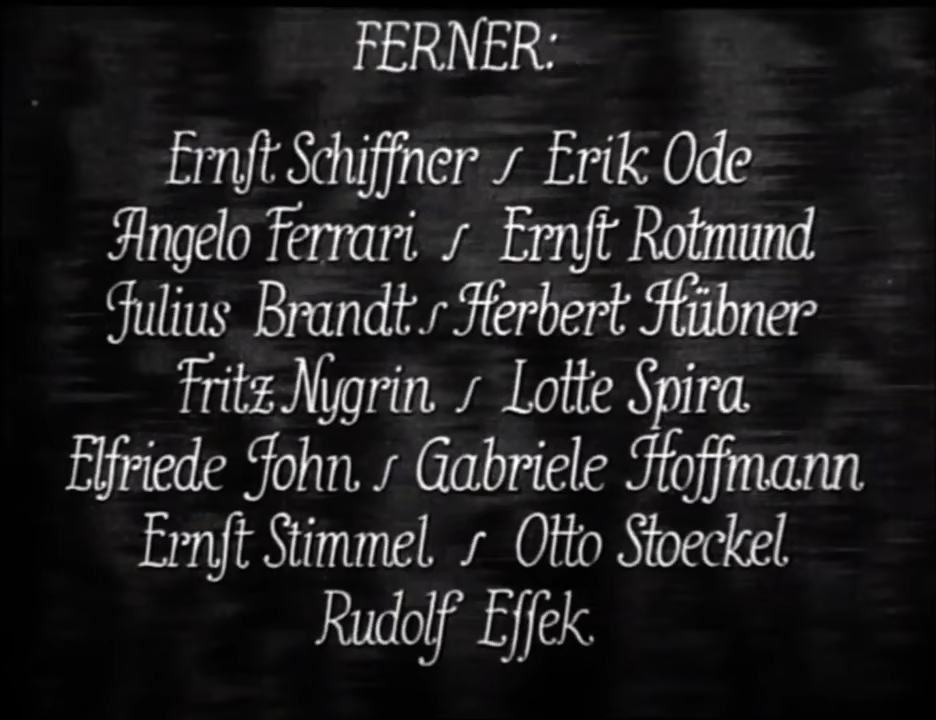 FERNER:
Ernſt Schiffner / Erik Ode
Angelo Ferrari / Ernſt Rotmund
Julius Brandt / Herbert Hübner
Fritz Nygrin / Lotte Spira
Elfriede John / Gabriele Hoffmann
Ernſt Stimmel / Otto Stoeckel
Rudolf Eſſek